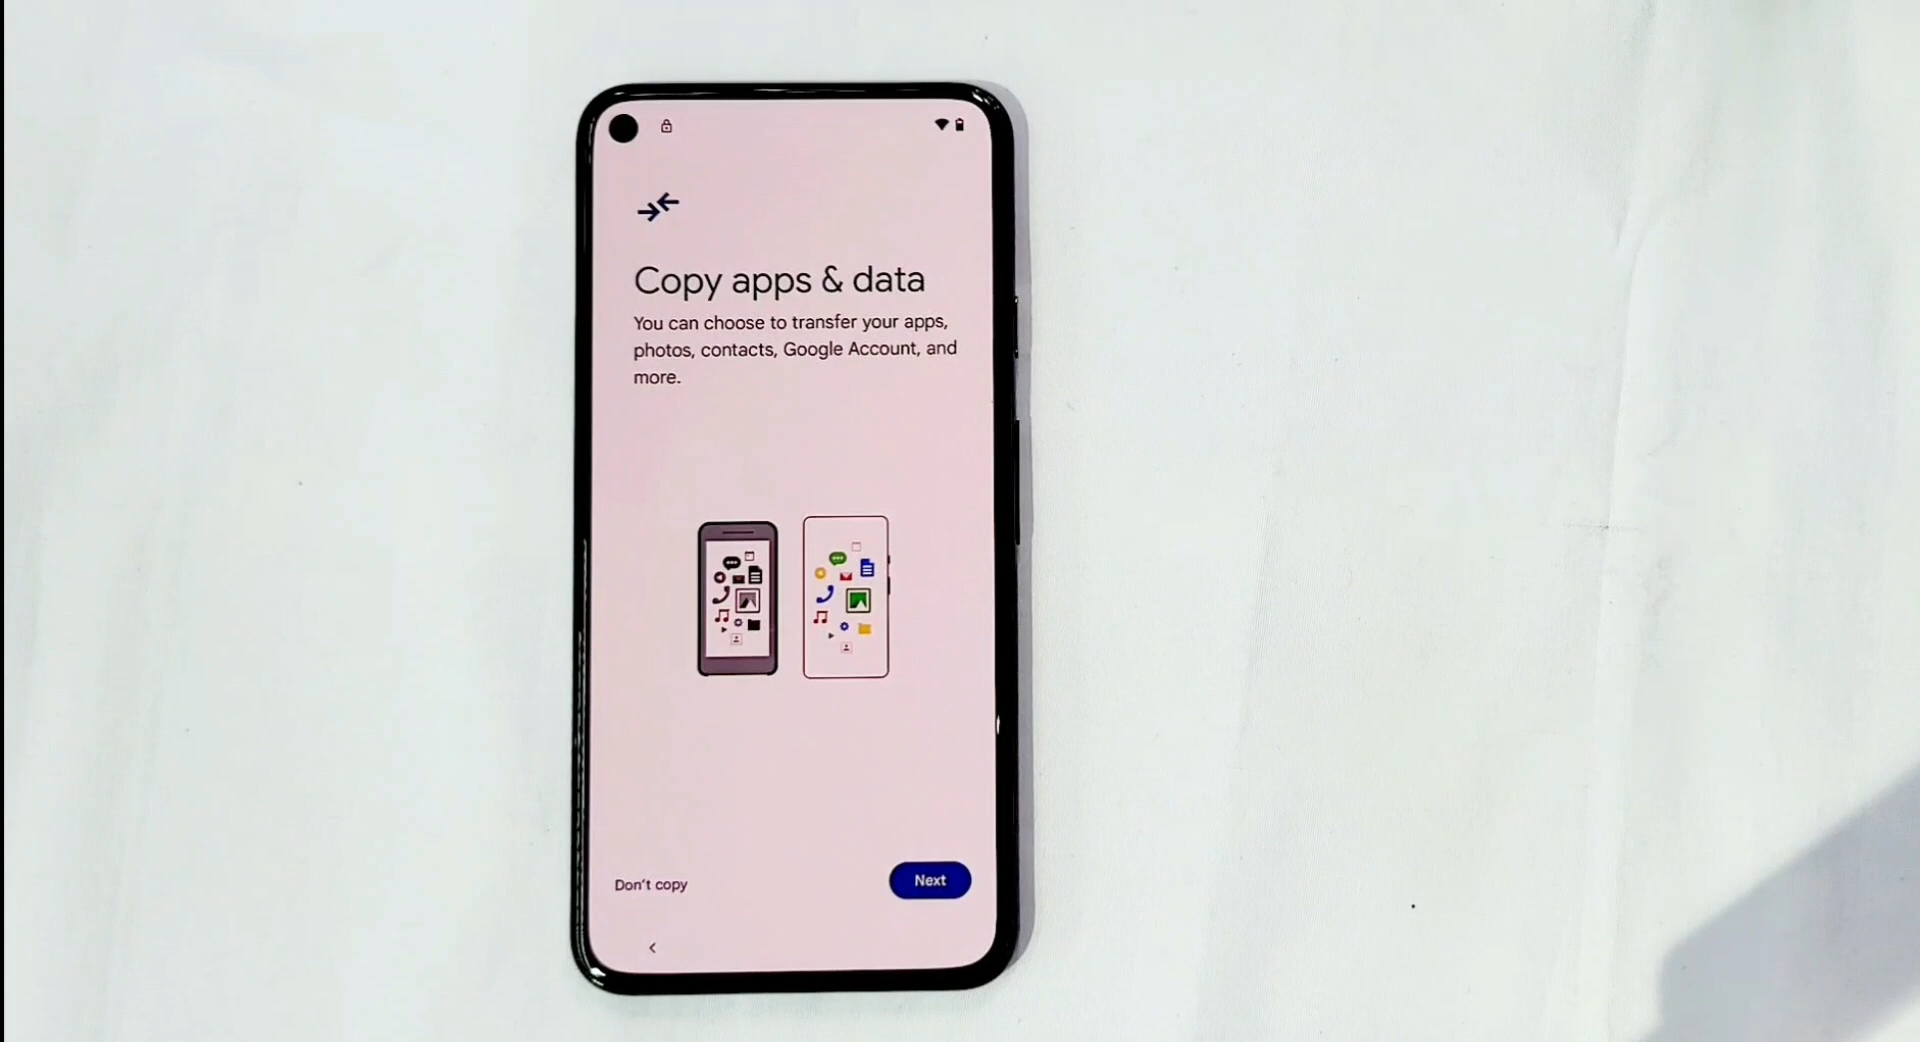 Copy apps & data
You can choose to transfer your apps,
photos, contacts, Google Account, and
more.
Don't copy
Next